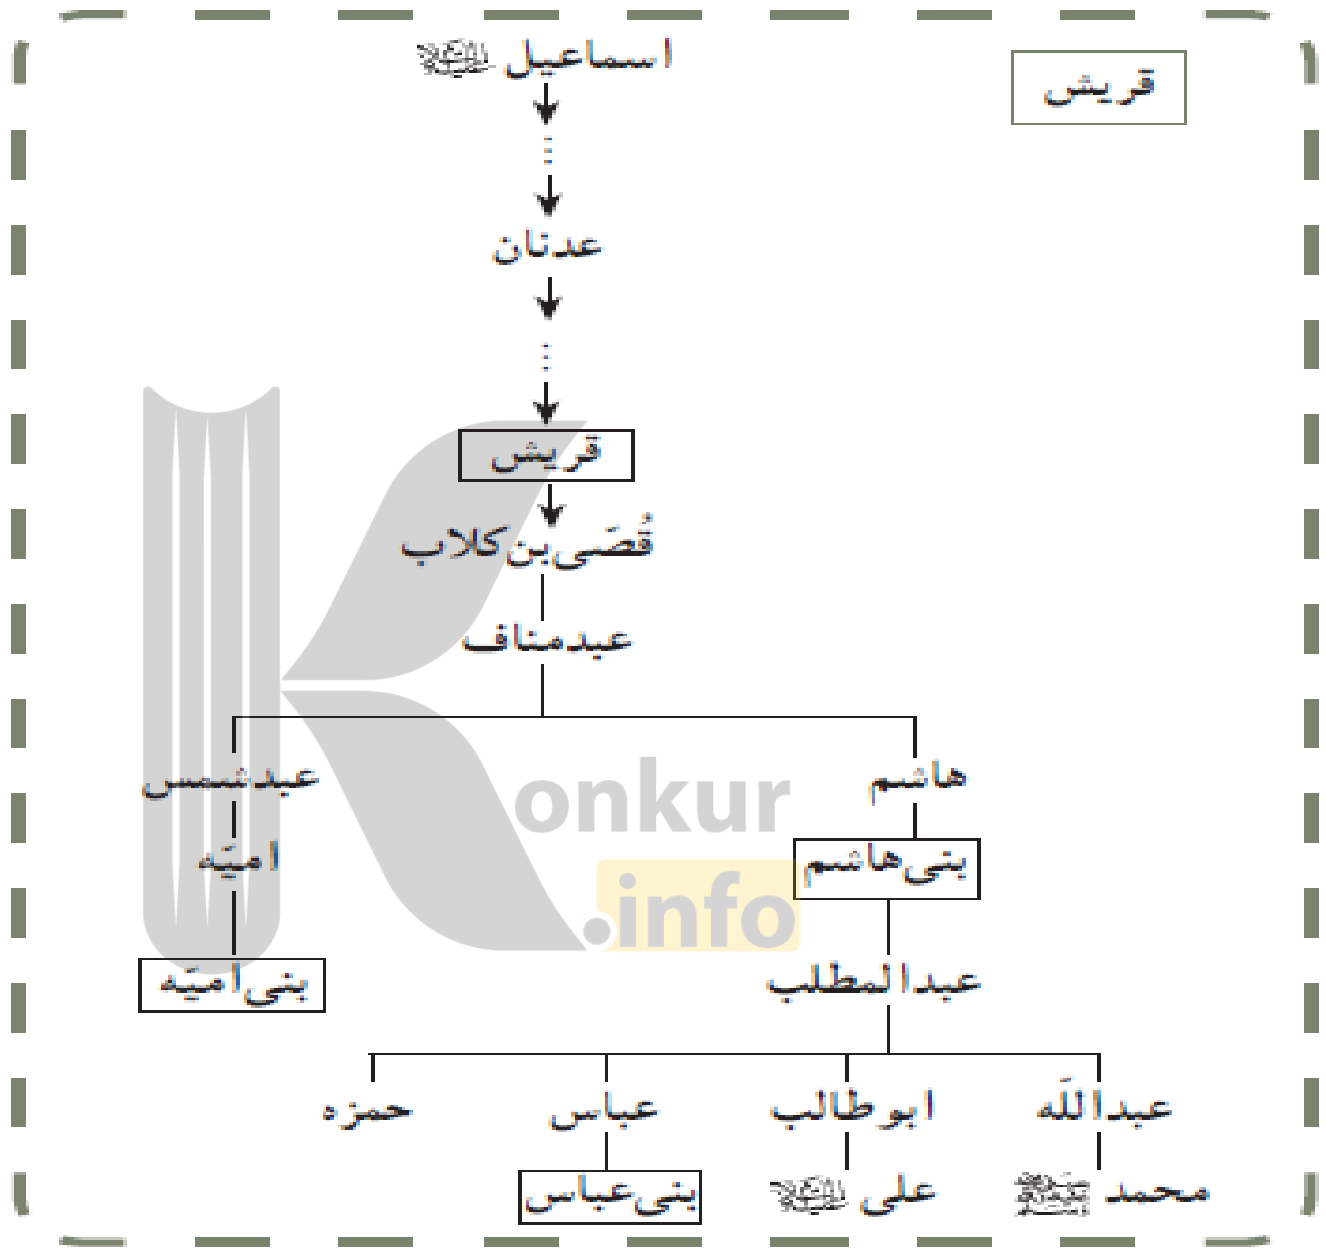 قریش
اسماعیل
...
عدنان
...
قریش
قُصَی بن کلاب
عبدمناف
هاشم عبدشمس
بنی هاشم امیّه
عبدالمطلب بنی امیّه
عبداللّه ابوطالب عباس حمزه
محمد علی بنی عباس
Konkur
.info